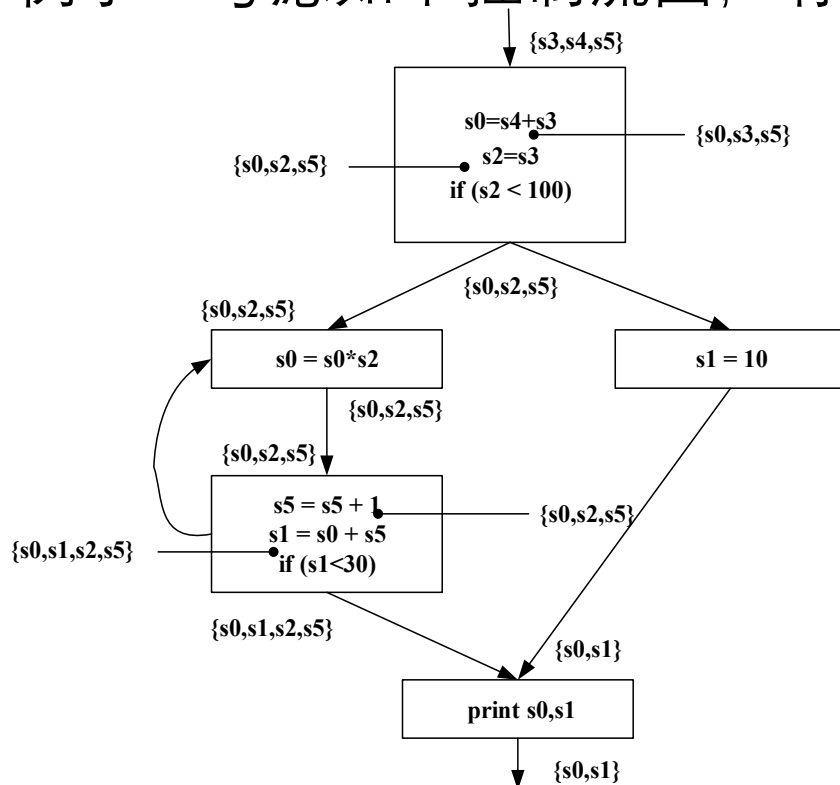 {s3,s4,s5}
s0=s4+s3
{s0,s3,s5}
s2=s3
{s0,s2,s5}
if (s2 < 100)
{s0,s2,s5}
{s0,s2,s5}
s0 = s0*s2
s1 = 10
{s0,s2,s5}
{s0,s2,s5}
s5 = s5 + 1
{s0,s2,s5}
s1 = s0 + s5
{s0,s1,s2,s5}
if (s1<30)
{s0,s1,s2,s5}
{s0,s1}
print s0,s1
{s0,s1}